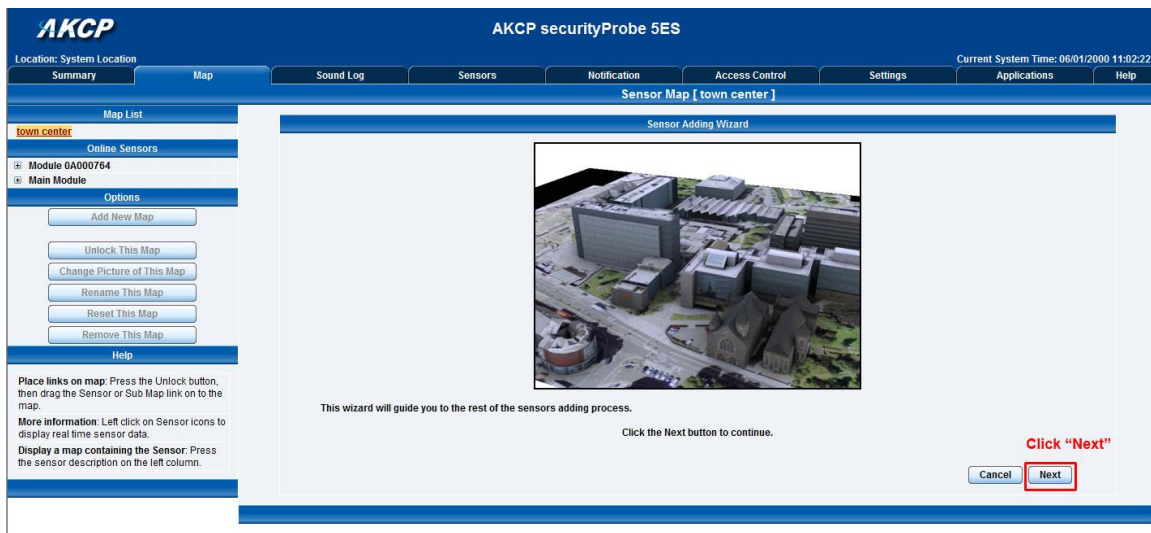 AKCP
AKCP securityProbe 5ES
Location: System Location
Current System Time: 06/01/2000 11:02:22
Summary Map Sound Log Sensors Notification Access Control Settings Applications Help
Sensor Map [ town center ]
Map List
town center
Online Sensors
Module 0A000764
Main Module
Options
Add New Map
Unlock This Map
Change Picture of This Map
Rename This Map
Reset This Map
Remove This Map
Help
Place links on map: Press the Unlock button,
then drag the Sensor or Sub Map link on to the
map.
More information: Left click on Sensor icons to
display real time sensor data.
Display a map containing the Sensor: Press
the sensor description on the left column.
Sensor Adding Wizard
This wizard will guide you to the rest of the sensors adding process.
Click the Next button to continue.
Click “Next”
Cancel Next